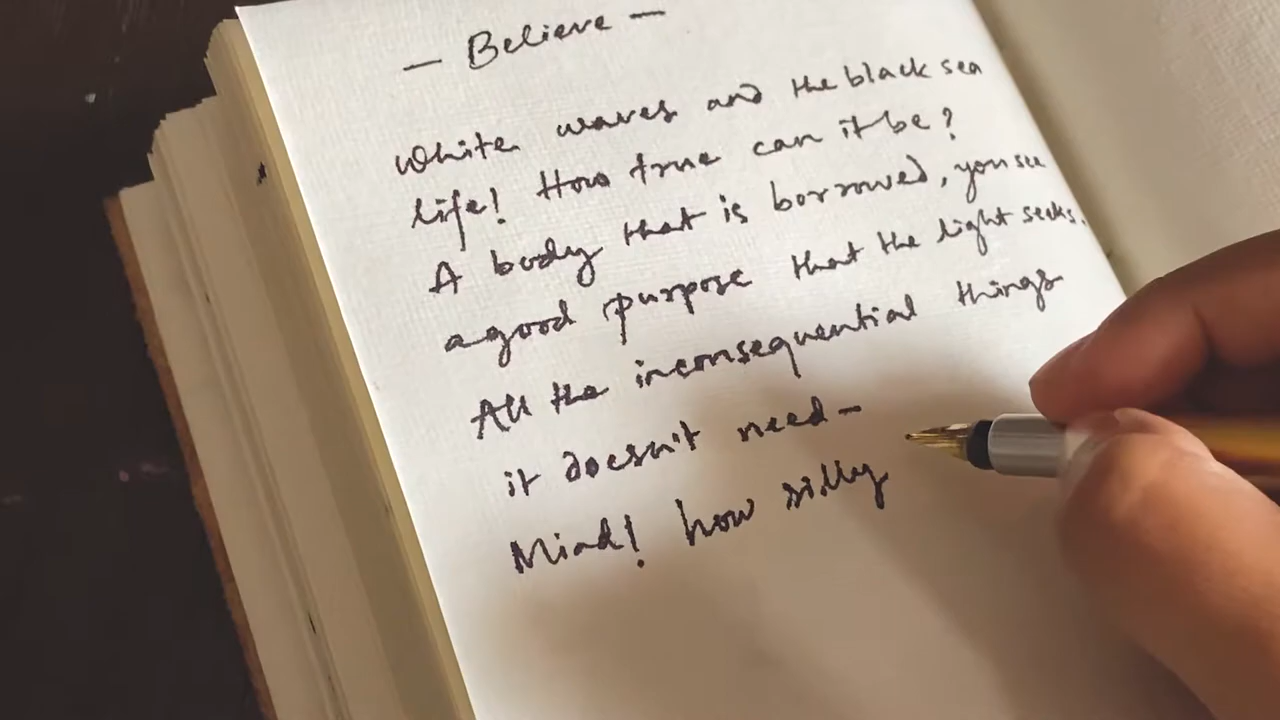 — Believe —
White waves and the black sea
life! How true can it be?
A body that is borrowed, you see
a good purpose that the light seeks.
All the inconsequential things
it doesn't need—
Mind! how silly